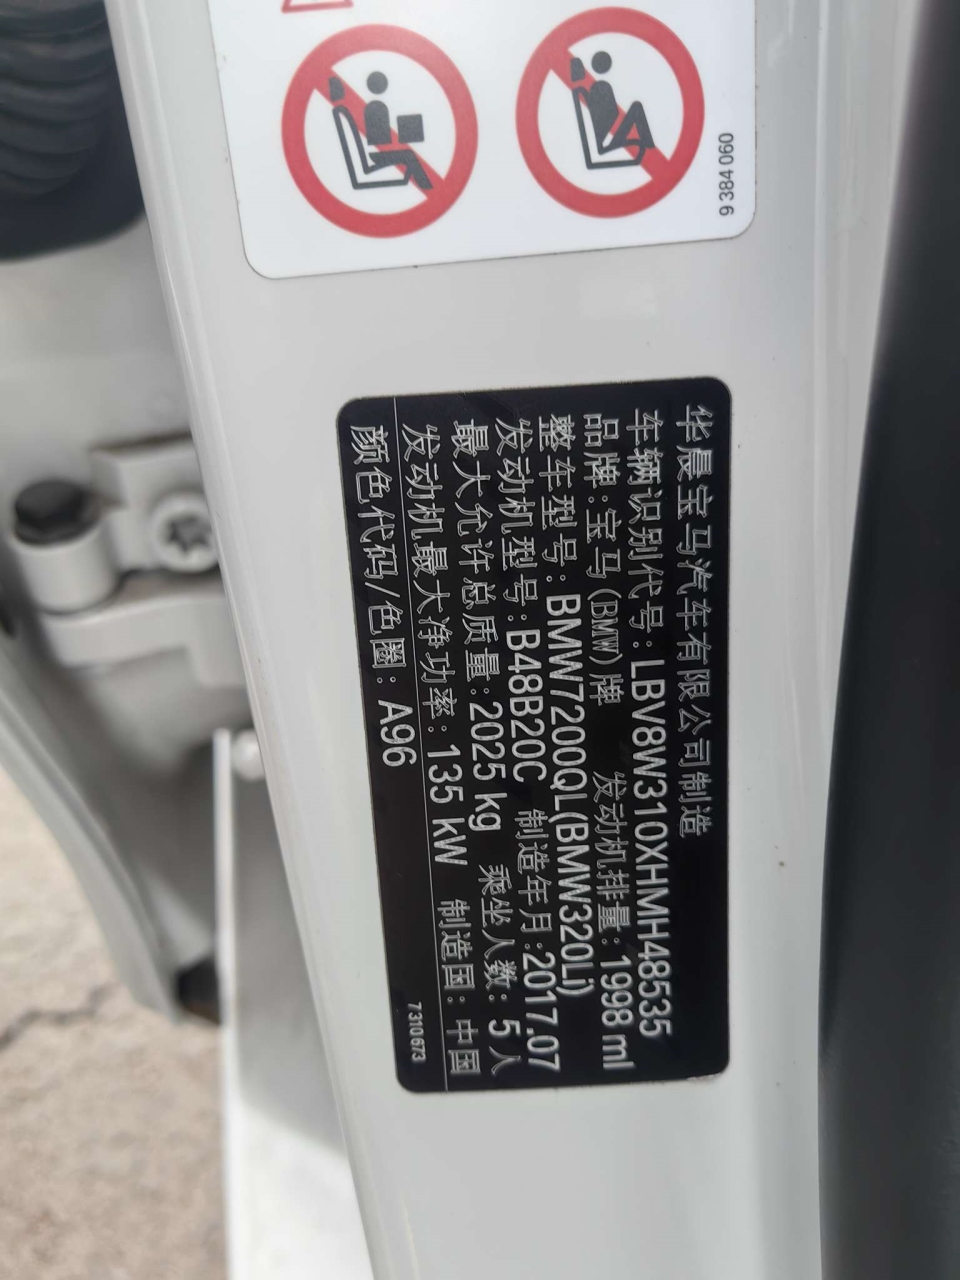 9 384 060
华晨宝马汽车有限公司制造
车辆识别代号:LBV8W310XHMH48535
品牌:宝马(BMW)牌 发动机排量:1998 ml
整车型号:BMW7200QL(BMW320Li)
发动机型号:B48B20C 制造年月:2017.07
最大允许总质量:2025 kg 乘坐人数:5人
发动机最大净功率:135 kW 制造国:中国
颜色代码/色圈:A96
7310673